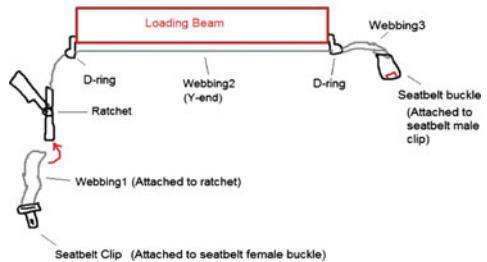 Loading Beam
Webbing3
D-ring
Webbing2
(Y-end)
D-ring
Ratchet
Seatbelt buckle
(Attached to
seatbelt male
clip)
Webbing1 (Attached to ratchet)
Seatbelt Clip (Attached to seatbelt female buckle)